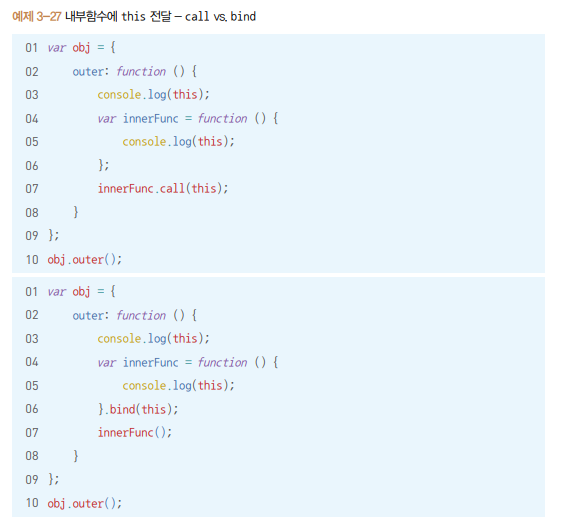 예제 3-27 내부함수에 this 전달 - call vs. bind
01 var obj = {
02     outer: function () {
03         console.log(this);
04         var innerFunc = function () {
05             console.log(this);
06         };
07         innerFunc.call(this);
08     }
09 };
10 obj.outer();
01 var obj = {
02     outer: function () {
03         console.log(this);
04         var innerFunc = function () {
05             console.log(this);
06         }.bind(this);
07         innerFunc();
08     }
09 };
10 obj.outer();